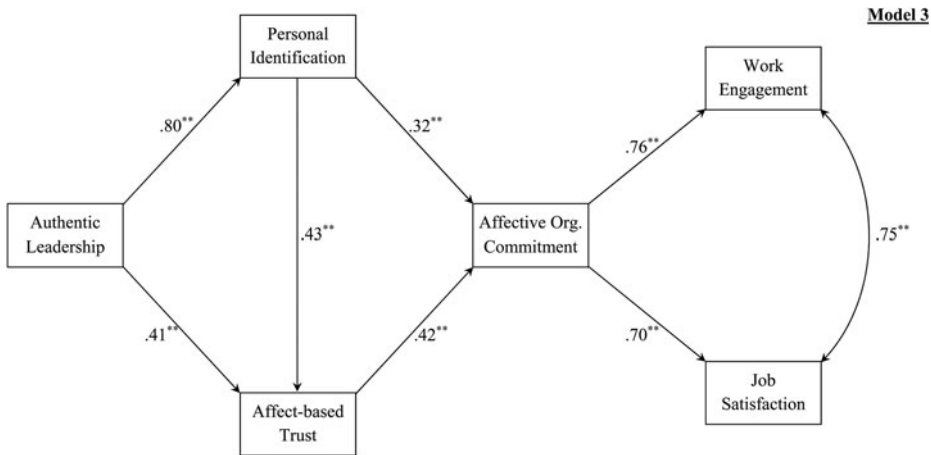 Model 3
Personal
Identification
Work
Engagement
.80**
.32**
.76**
Authentic
Leadership
.43**
Affective Org.
Commitment
.75**
.41**
.42**
.70**
Affect-based
Trust
Job
Satisfaction